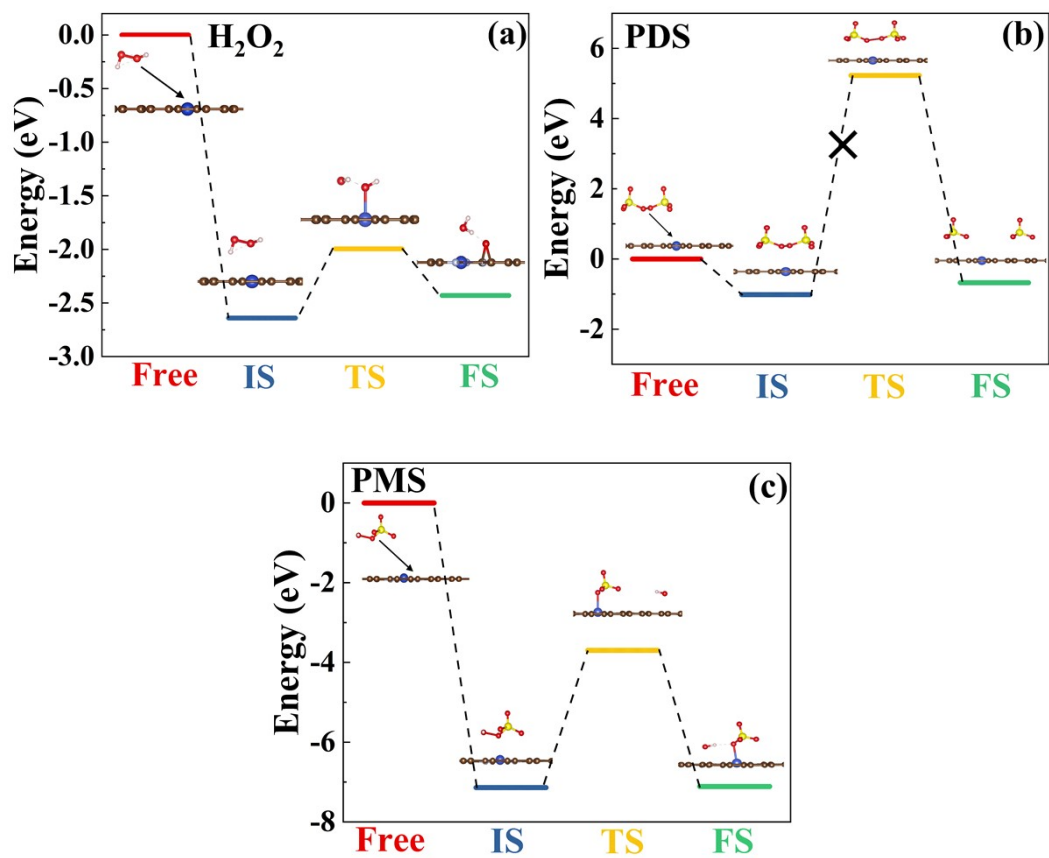 H₂O₂
(a)
Energy (eV)
0.0
-0.5
-1.0
-1.5
-2.0
-2.5
-3.0
Free
IS
TS
FS
PDS
(b)
Energy (eV)
6
4
2
0
-2
Free
IS
TS
FS
PMS
(c)
Energy (eV)
0
-2
-4
-6
-8
Free
IS
TS
FS